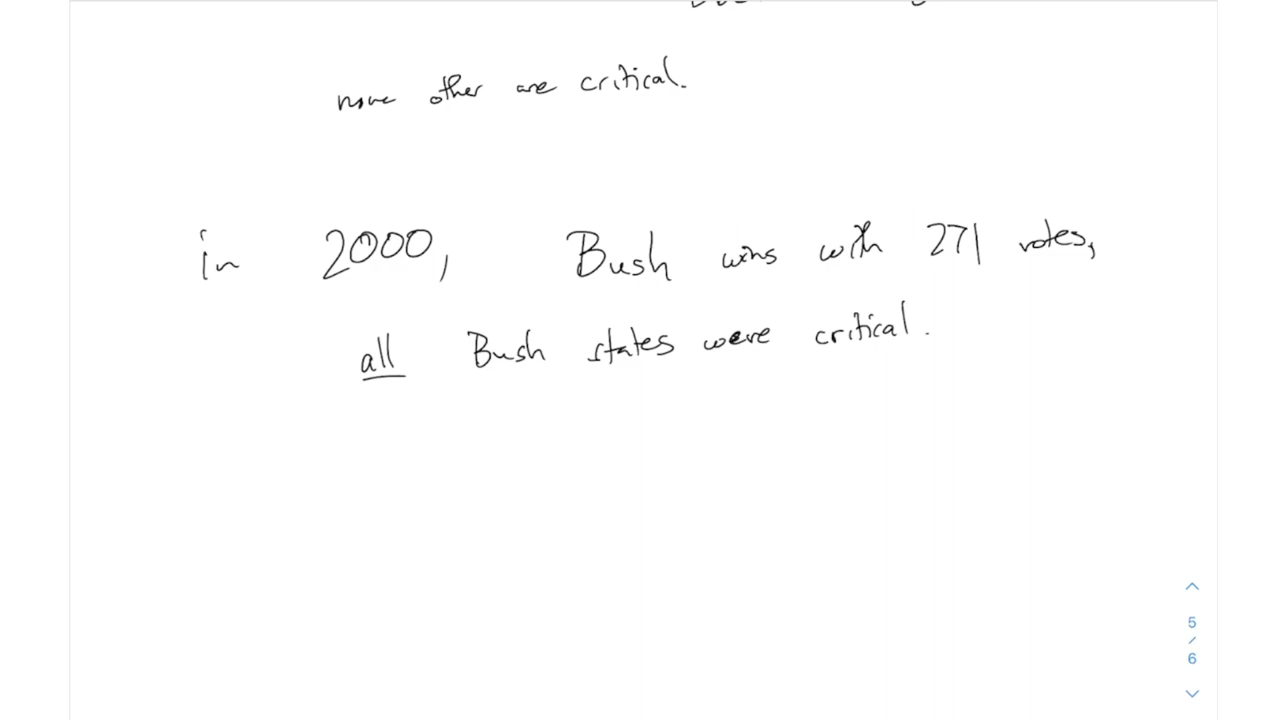 none other are critical.
in 2000, Bush wins with 271 votes,
all Bush states were critical.
5
/
6